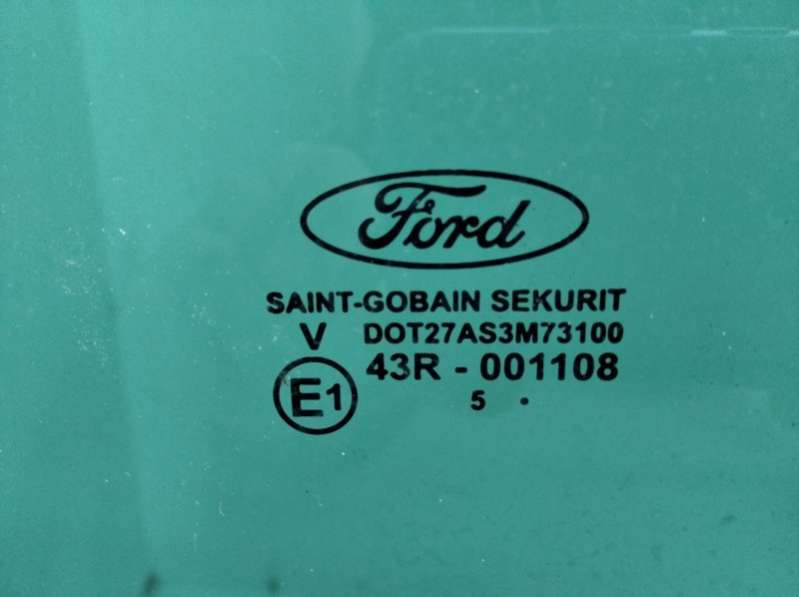 Ford
SAINT-GOBAIN SEKURIT
V DOT27AS3M73100
43R - 001108
E1
5 .